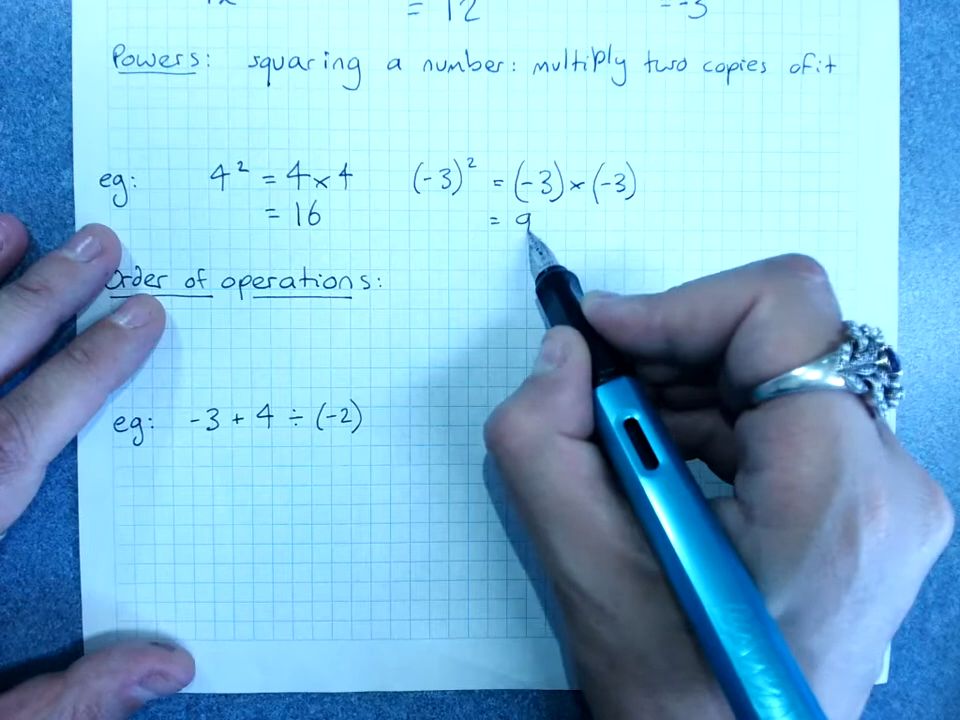 = 12 = -3
Powers: squaring a number: multiply two copies of it
eg: 4² = 4 × 4 (-3)² = (-3) × (-3)
= 16 = 9
Order of operations:
eg: -3 + 4 ÷ (-2)